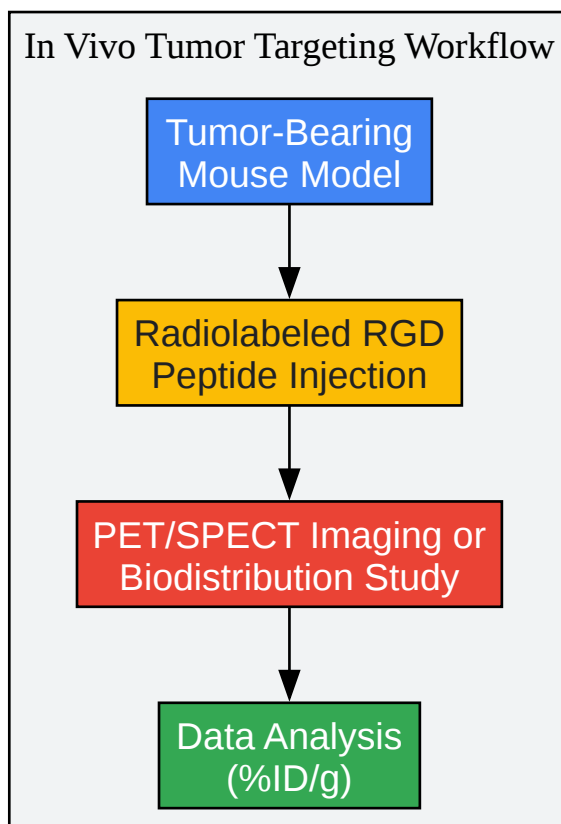 In Vivo Tumor Targeting Workflow
Tumor-Bearing
Mouse Model
Radiolabeled RGD
Peptide Injection
PET/SPECT Imaging or
Biodistribution Study
Data Analysis
(%ID/g)